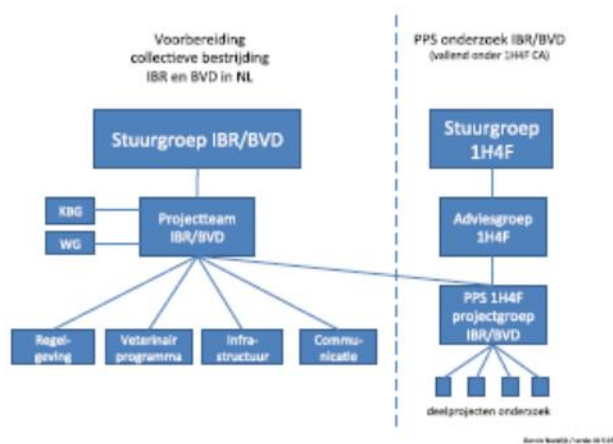 Voorbereiding
collectieve bestrijding
IBR en BVD in NL
Stuurgroep IBR/BVD
KBG
WG
Projectteam
IBR/BVD
Regel-
geving
Veterinair
programma
Infra-
structuur
Commu-
nicatie
PPS onderzoek IBR/BVD
(vallend onder 1H4F CA)
Stuurgroep
1H4F
Adviesgroep
1H4F
PPS 1H4F
projectgroep
IBR/BVD
deelprojecten onderzoek